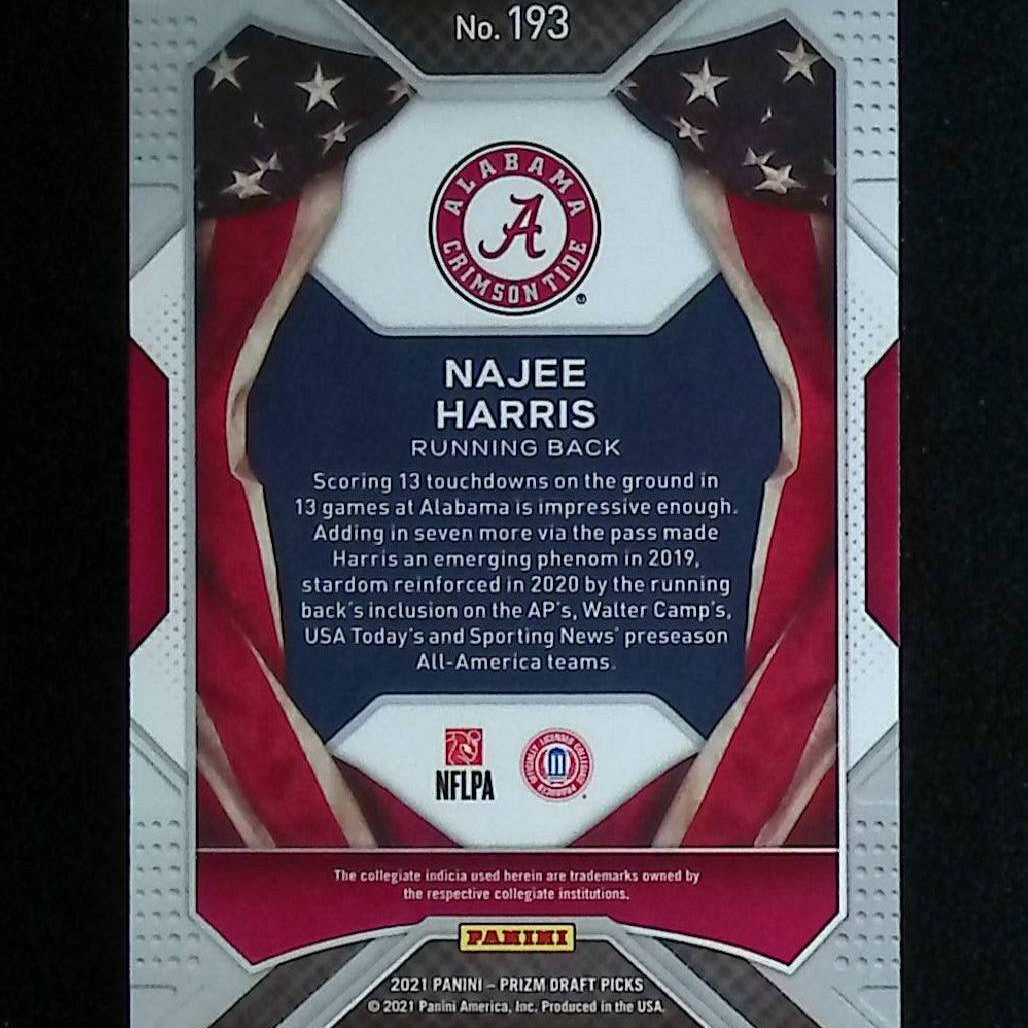 No. 193
ALABAMA
A
CRIMSON TIDE
NAJEE
HARRIS
RUNNING BACK
Scoring 13 touchdowns on the ground in
13 games at Alabama is impressive enough.
Adding in seven more via the pass made
Harris an emerging phenom in 2019,
stardom reinforced in 2020 by the running
back's inclusion on the AP's, Walter Camp's,
USA Today's and Sporting News' preseason
All-America teams.
NFLPA
OFFICIALLY LICENSED COLLEGIATE PRODUCTS
The collegiate indicia used herein are trademarks owned by
the respective collegiate institutions.
PANINI
2021 PANINI – PRIZM DRAFT PICKS
© 2021 Panini America, Inc. Produced in the USA.